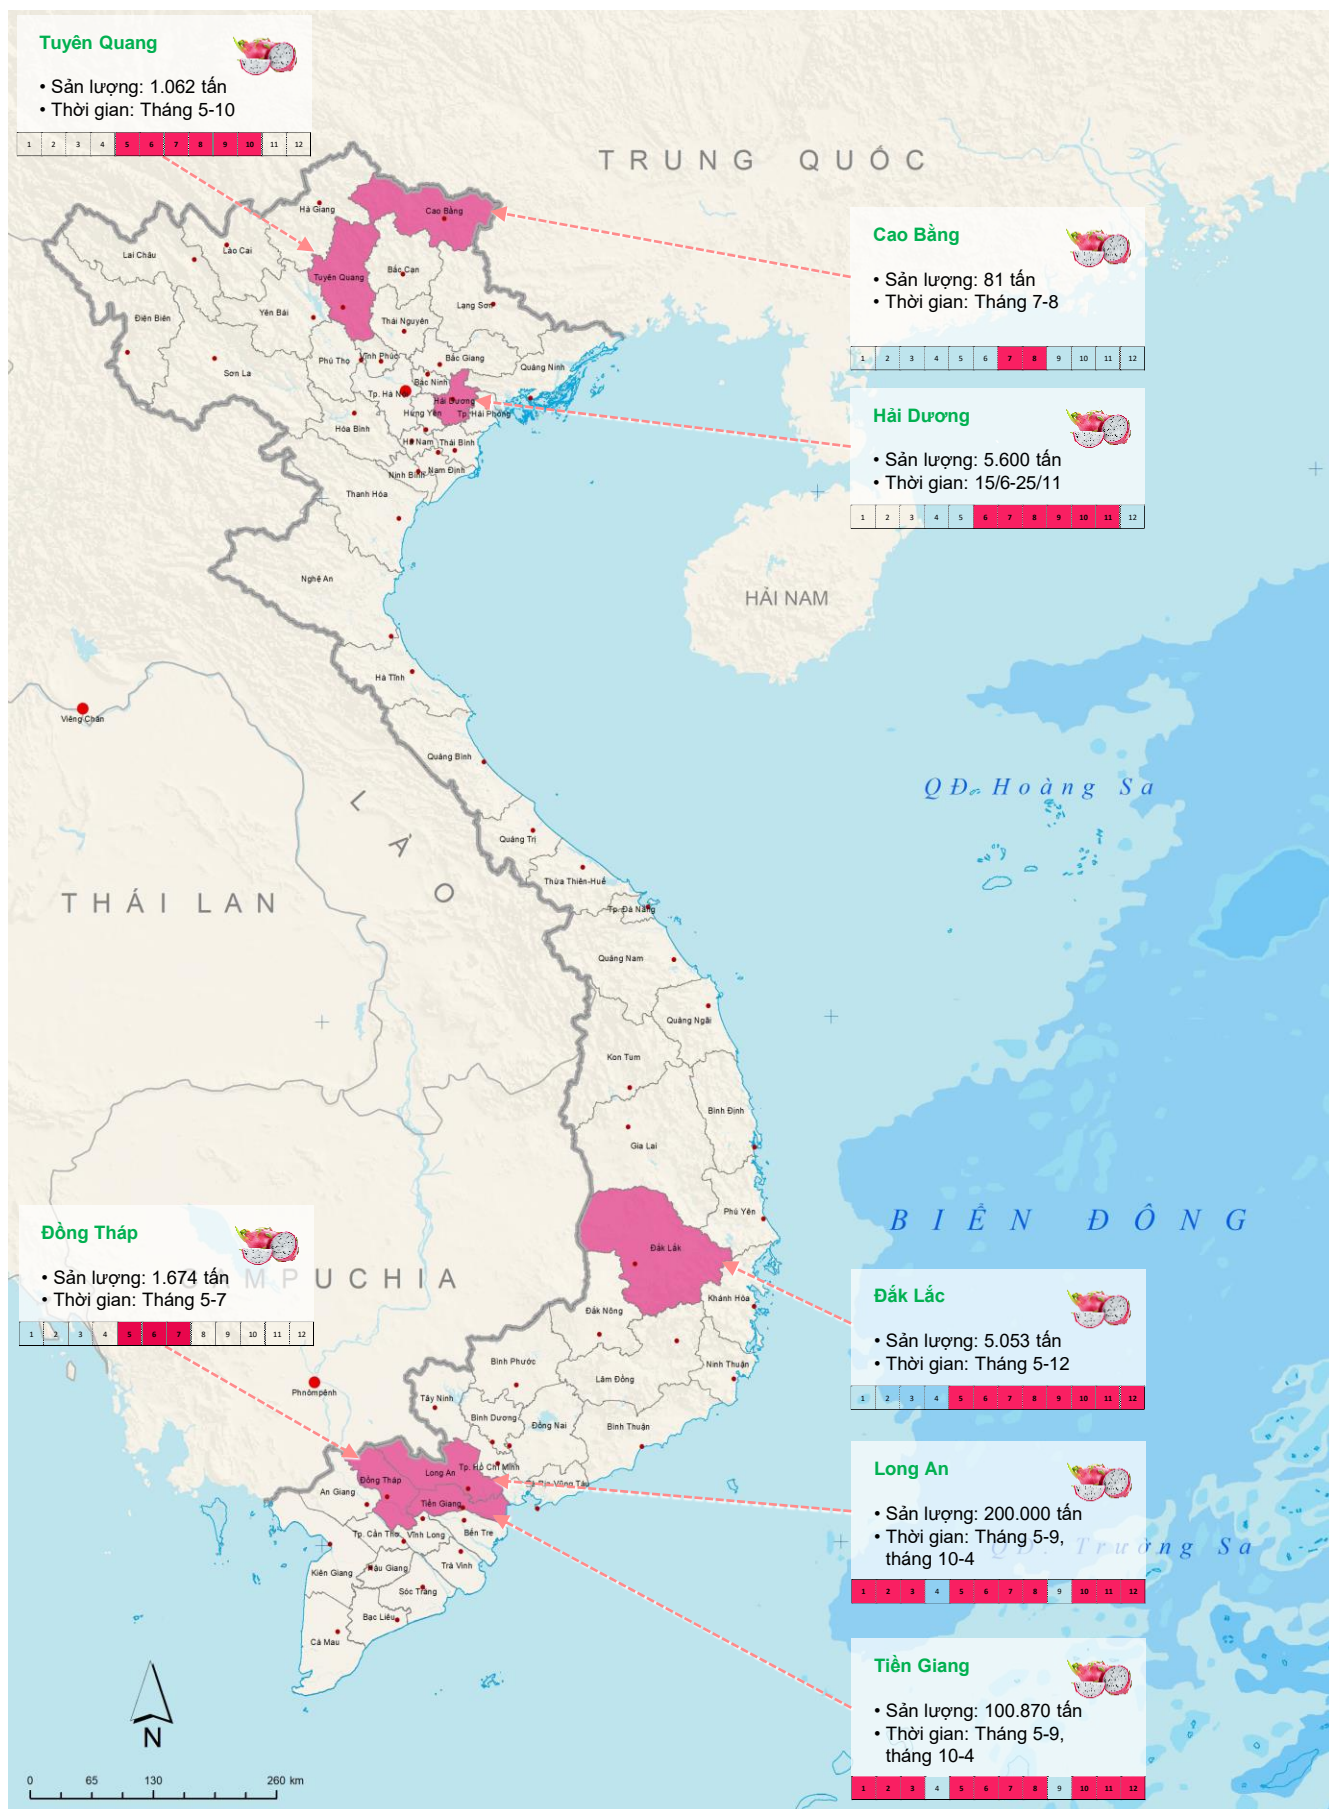 Tuyên Quang
• Sản lượng: 1.062 tấn
• Thời gian: Tháng 5-10
1 2 3 4 5 6 7 8 9 10 11 12
TRUNG QUỐC
Cao Bằng
• Sản lượng: 81 tấn
• Thời gian: Tháng 7-8
1 2 3 4 5 6 7 8 9 10 11 12
Hải Dương
• Sản lượng: 5.600 tấn
• Thời gian: 15/6-25/11
1 2 3 4 5 6 7 8 9 10 11 12
Hà Giang
Cao Bằng
Lai Châu
Lào Cai
Tuyên Quang
Bắc Cạn
Điện Biên
Yên Bái
Lạng Sơn
Thái Nguyên
Sơn La
Phú Thọ
Vĩnh Phúc
Bắc Giang
Quảng Ninh
Bắc Ninh
Tp. Hà N
Hải Dương
Hưng Yên
Tp. Hải Phòng
Hòa Bình
Hà Nam
Thái Bình
Ninh Bình
Nam Định
Thanh Hóa
Nghệ An
HẢI NAM
Hà Tĩnh
Viêng Chăn
Quảng Bình
QĐ. Hoàng Sa
LÀO
Quảng Trị
THÁI LAN
Thừa Thiên-Huế
Tp. Đà Nẵng
Quảng Nam
Quảng Ngãi
Kon Tum
Bình Định
Gia Lai
Phú Yên
BIỂN ĐÔNG
Đắk Lắk
Đồng Tháp
• Sản lượng: 1.674 tấn
• Thời gian: Tháng 5-7
1 2 3 4 5 6 7 8 9 10 11 12
CAMPUCHIA
Khánh Hòa
Đắk Nông
Đắk Lắc
• Sản lượng: 5.053 tấn
• Thời gian: Tháng 5-12
1 2 3 4 5 6 7 8 9 10 11 12
Bình Phước
Ninh Thuận
Lâm Đồng
Phnômpênh
Tây Ninh
Bình Dương
Đồng Nai
Bình Thuận
Tp. Hồ Chí Minh
Long An
Đồng Tháp
Bà Rịa-Vũng Tàu
An Giang
Tiền Giang
Long An
• Sản lượng: 200.000 tấn
• Thời gian: Tháng 5-9,
tháng 10-4
1 2 3 4 5 6 7 8 9 10 11 12
QĐ. Trường Sa
Tp. Cần Thơ
Vĩnh Long
Bến Tre
Kiên Giang
Hậu Giang
Trà Vinh
Sóc Trăng
Bạc Liêu
Cà Mau
Tiền Giang
• Sản lượng: 100.870 tấn
• Thời gian: Tháng 5-9,
tháng 10-4
1 2 3 4 5 6 7 8 9 10 11 12
N
0 65 130 260 km